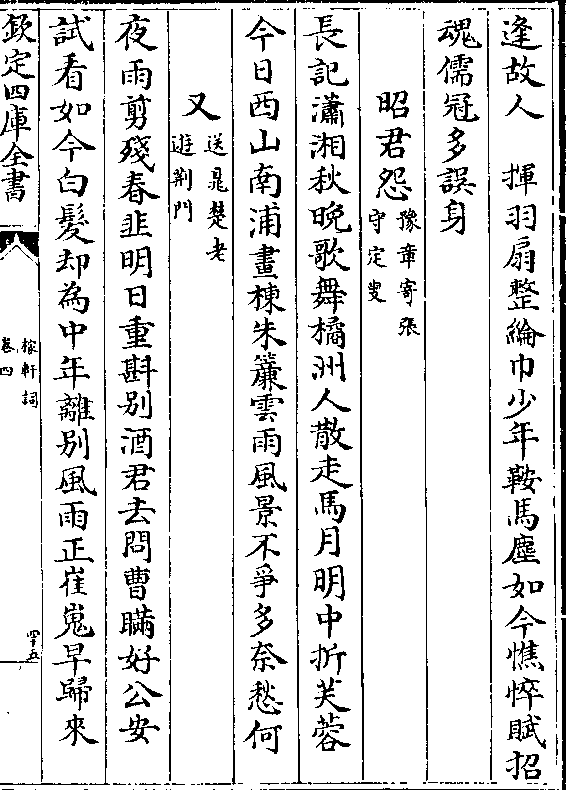 逢故人　揮羽扇整綸巾少年鞍馬塵如今憔悴賦招
魂儒冠多誤身
昭君怨豫章寄張守定叟
長記瀟湘秋晚歌舞橘洲人散走馬月明中折芙蓉
今日西山南浦畫棟朱簾雲雨風景不爭多奈愁何
又送晁楚老遊荆門
夜雨剪殘春韭明日重斟别酒君去問曹瞞好公安
試看如今白髮却為中年離别風雨正崔嵬早歸來
欽定四庫全書
稼軒詞
卷四
四十五